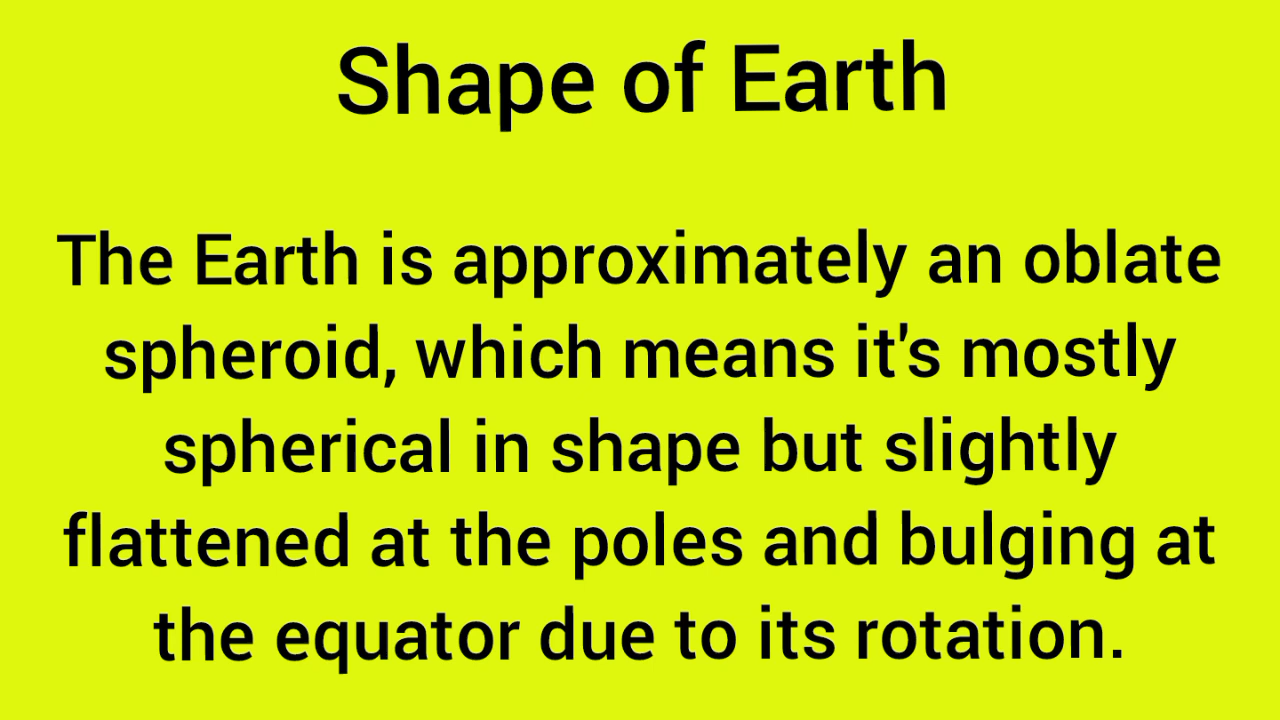 Shape of Earth
The Earth is approximately an oblate
spheroid, which means it's mostly
spherical in shape but slightly
flattened at the poles and bulging at
the equator due to its rotation.